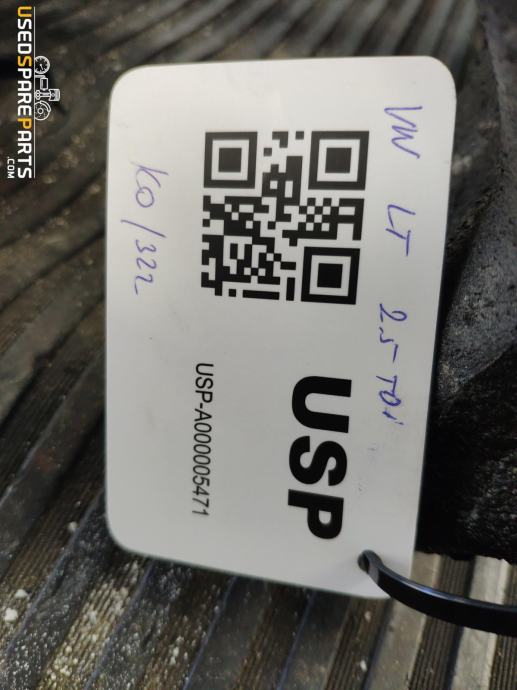 USEDSPAREPARTS
.COM
VW LT 2.5 TDi
USP
USP-A000005471
KO/322